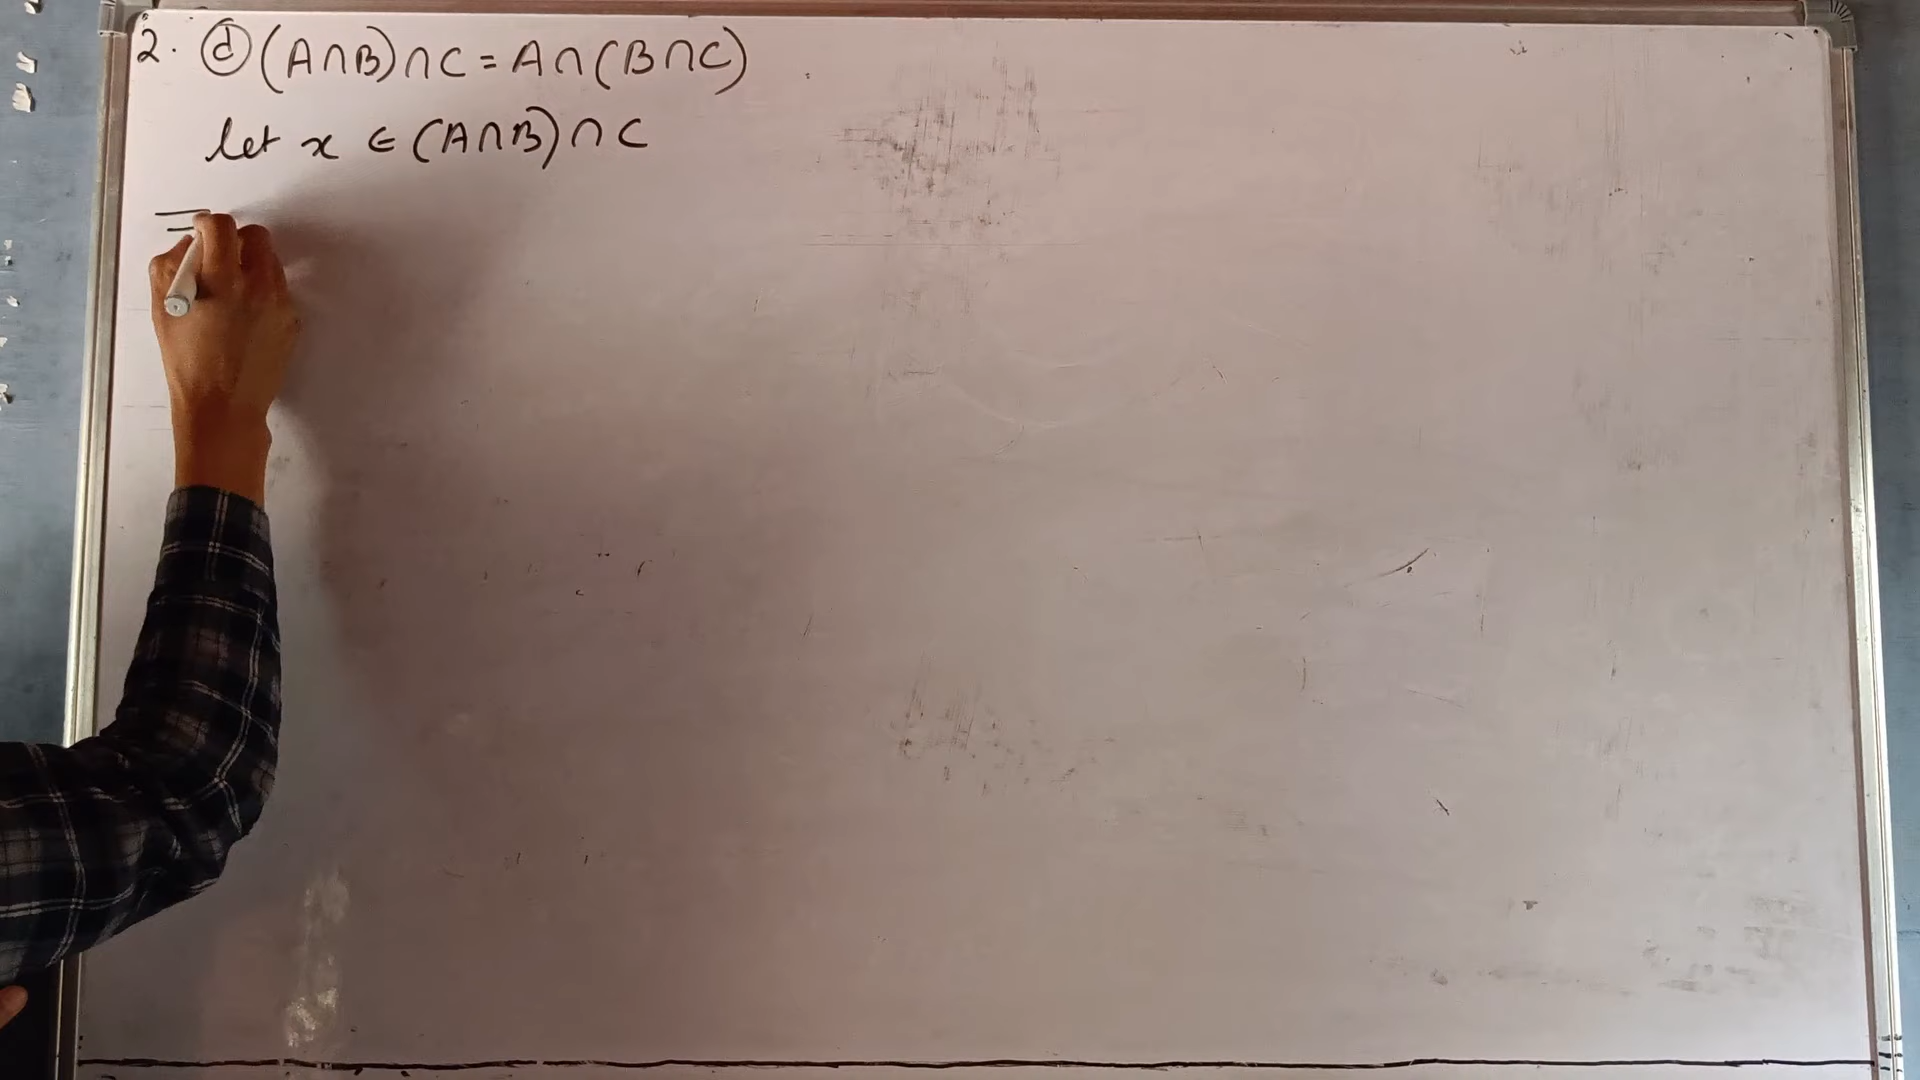 2. ⓓ (A∩B)∩C = A∩(B∩C)
let x ∈ (A∩B)∩C
=